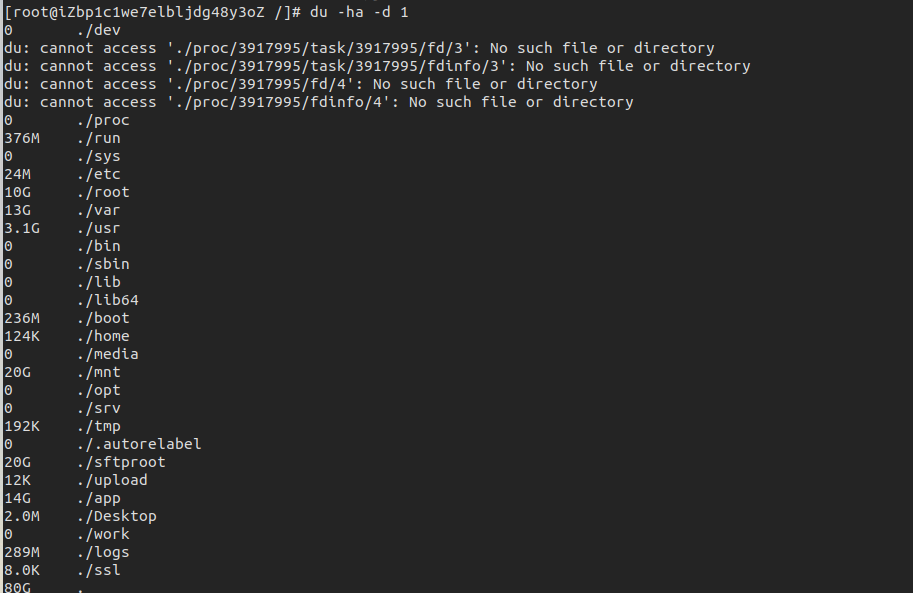 [root@iZbp1c1we7elbljdg48y3oZ /]# du -ha -d 1
0 ./dev
du: cannot access './proc/3917995/task/3917995/fd/3': No such file or directory
du: cannot access './proc/3917995/task/3917995/fdinfo/3': No such file or directory
du: cannot access './proc/3917995/fd/4': No such file or directory
du: cannot access './proc/3917995/fdinfo/4': No such file or directory
0 ./proc
376M ./run
0 ./sys
24M ./etc
10G ./root
13G ./var
3.1G ./usr
0 ./bin
0 ./sbin
0 ./lib
0 ./lib64
236M ./boot
124K ./home
0 ./media
20G ./mnt
0 ./opt
0 ./srv
192K ./tmp
0 ./.autorelabel
20G ./sftproot
12K ./upload
14G ./app
2.0M ./Desktop
0 ./work
289M ./logs
8.0K ./ssl
80G .